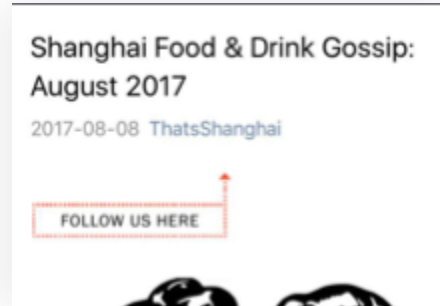 Shanghai Food & Drink Gossip:
August 2017
2017-08-08 ThatsShanghai
FOLLOW US HERE